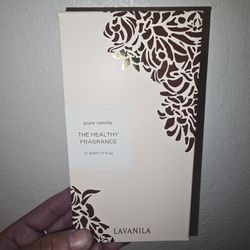 pure vanilla
THE HEALTHY
FRAGRANCE
LAVANILA